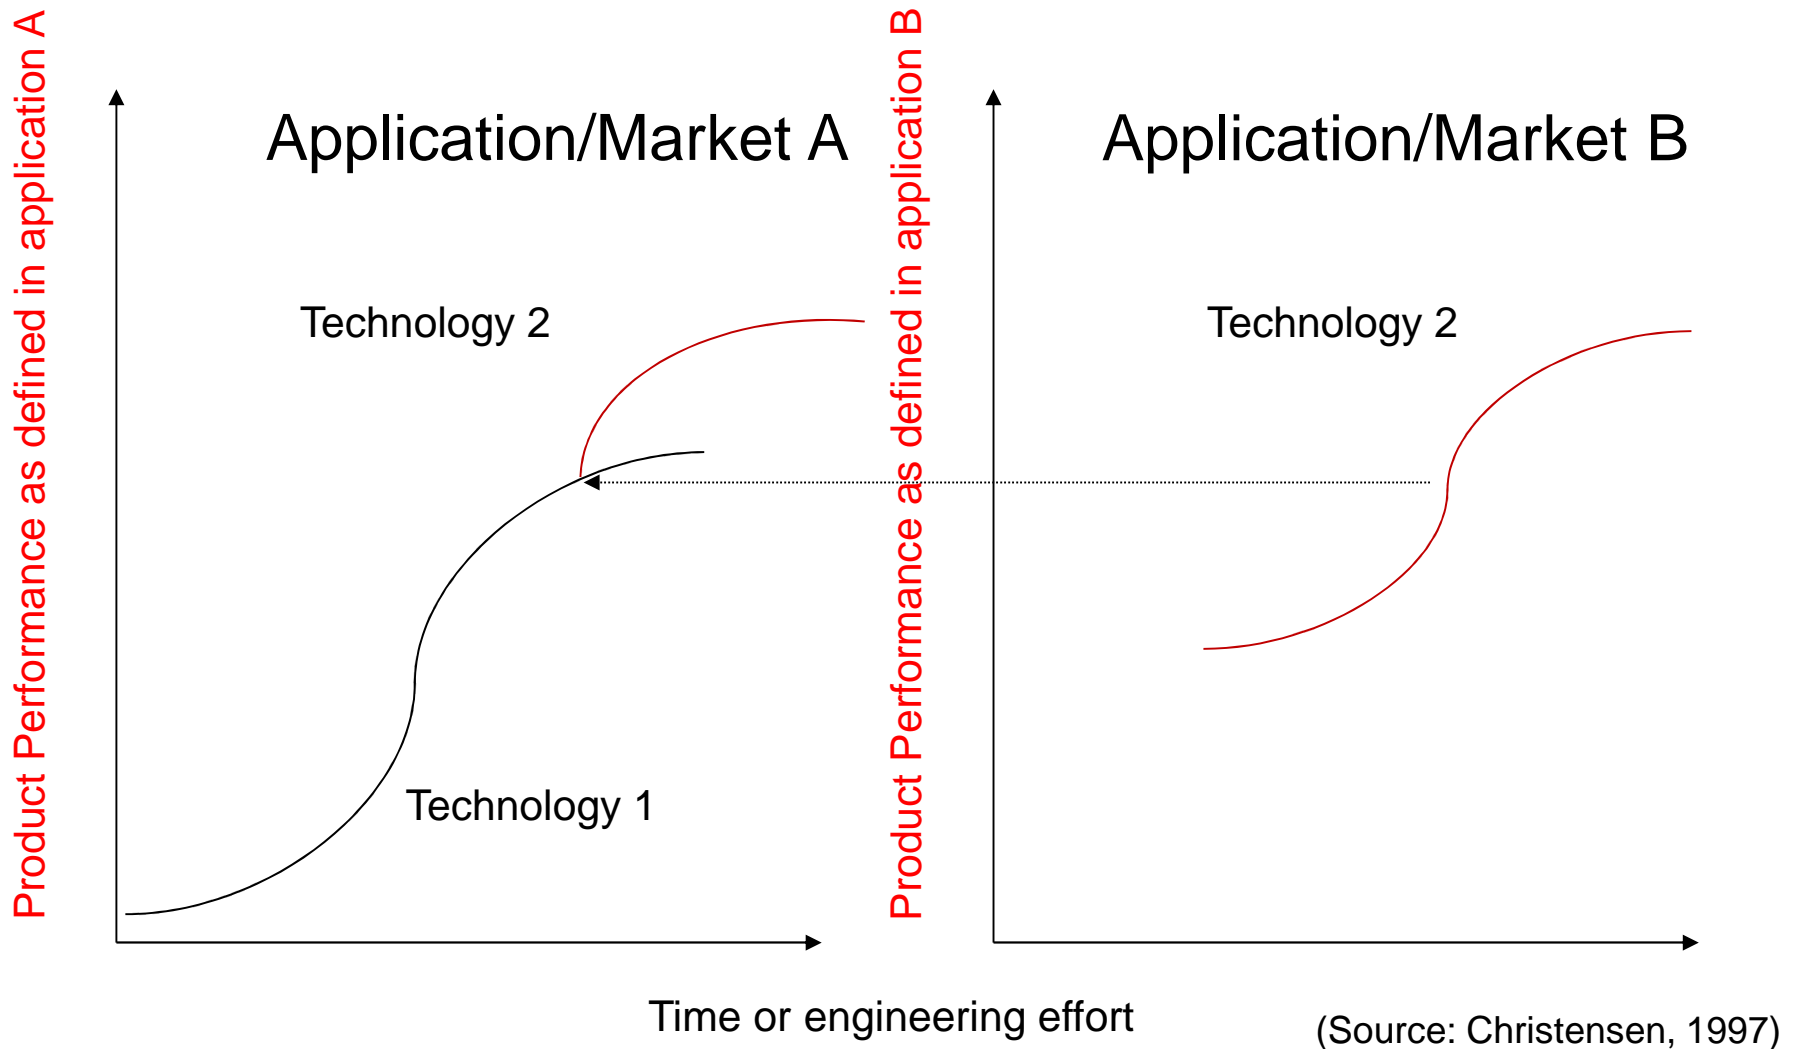 Product Performance as defined in application A
Application/Market A
Technology 2
Technology 1
Product Performance as defined in application B
Application/Market B
Technology 2
Time or engineering effort
(Source: Christensen, 1997)